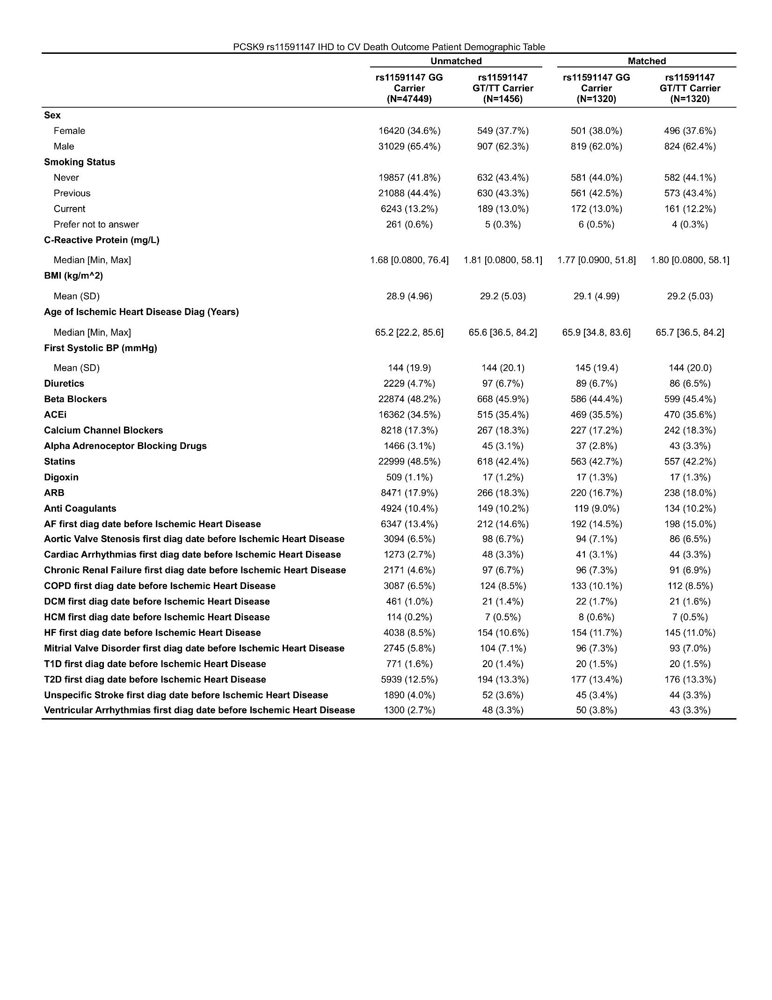 PCSK9 rs11591147 IHD to CV Death Outcome Patient Demographic Table
Unmatched Matched
rs11591147 GG Carrier (N=47449) rs11591147 GT/TT Carrier (N=1456) rs11591147 GG Carrier (N=1320) rs11591147 GT/TT Carrier (N=1320)
Sex
Female 16420 (34.6%) 549 (37.7%) 501 (38.0%) 496 (37.6%)
Male 31029 (65.4%) 907 (62.3%) 819 (62.0%) 824 (62.4%)
Smoking Status
Never 19857 (41.8%) 632 (43.4%) 581 (44.0%) 582 (44.1%)
Previous 21088 (44.4%) 630 (43.3%) 561 (42.5%) 573 (43.4%)
Current 6243 (13.2%) 189 (13.0%) 172 (13.0%) 161 (12.2%)
Prefer not to answer 261 (0.6%) 5 (0.3%) 6 (0.5%) 4 (0.3%)
C-Reactive Protein (mg/L)
Median [Min, Max] 1.68 [0.0800, 76.4] 1.81 [0.0800, 58.1] 1.77 [0.0900, 51.8] 1.80 [0.0800, 58.1]
BMI (kg/m^2)
Mean (SD) 28.9 (4.96) 29.2 (5.03) 29.1 (4.99) 29.2 (5.03)
Age of Ischemic Heart Disease Diag (Years)
Median [Min, Max] 65.2 [22.2, 85.6] 65.6 [36.5, 84.2] 65.9 [34.8, 83.6] 65.7 [36.5, 84.2]
First Systolic BP (mmHg)
Mean (SD) 144 (19.9) 144 (20.1) 145 (19.4) 144 (20.0)
Diuretics 2229 (4.7%) 97 (6.7%) 89 (6.7%) 86 (6.5%)
Beta Blockers 22874 (48.2%) 668 (45.9%) 586 (44.4%) 599 (45.4%)
ACEi 16362 (34.5%) 515 (35.4%) 469 (35.5%) 470 (35.6%)
Calcium Channel Blockers 8218 (17.3%) 267 (18.3%) 227 (17.2%) 242 (18.3%)
Alpha Adrenoceptor Blocking Drugs 1466 (3.1%) 45 (3.1%) 37 (2.8%) 43 (3.3%)
Statins 22999 (48.5%) 618 (42.4%) 563 (42.7%) 557 (42.2%)
Digoxin 509 (1.1%) 17 (1.2%) 17 (1.3%) 17 (1.3%)
ARB 8471 (17.9%) 266 (18.3%) 220 (16.7%) 238 (18.0%)
Anti Coagulants 4924 (10.4%) 149 (10.2%) 119 (9.0%) 134 (10.2%)
AF first diag date before Ischemic Heart Disease 6347 (13.4%) 212 (14.6%) 192 (14.5%) 198 (15.0%)
Aortic Valve Stenosis first diag date before Ischemic Heart Disease 3094 (6.5%) 98 (6.7%) 94 (7.1%) 86 (6.5%)
Cardiac Arrhythmias first diag date before Ischemic Heart Disease 1273 (2.7%) 48 (3.3%) 41 (3.1%) 44 (3.3%)
Chronic Renal Failure first diag date before Ischemic Heart Disease 2171 (4.6%) 97 (6.7%) 96 (7.3%) 91 (6.9%)
COPD first diag date before Ischemic Heart Disease 3087 (6.5%) 124 (8.5%) 133 (10.1%) 112 (8.5%)
DCM first diag date before Ischemic Heart Disease 461 (1.0%) 21 (1.4%) 22 (1.7%) 21 (1.6%)
HCM first diag date before Ischemic Heart Disease 114 (0.2%) 7 (0.5%) 8 (0.6%) 7 (0.5%)
HF first diag date before Ischemic Heart Disease 4038 (8.5%) 154 (10.6%) 154 (11.7%) 145 (11.0%)
Mitrial Valve Disorder first diag date before Ischemic Heart Disease 2745 (5.8%) 104 (7.1%) 96 (7.3%) 93 (7.0%)
T1D first diag date before Ischemic Heart Disease 771 (1.6%) 20 (1.4%) 20 (1.5%) 20 (1.5%)
T2D first diag date before Ischemic Heart Disease 5939 (12.5%) 194 (13.3%) 177 (13.4%) 176 (13.3%)
Unspecific Stroke first diag date before Ischemic Heart Disease 1890 (4.0%) 52 (3.6%) 45 (3.4%) 44 (3.3%)
Ventricular Arrhythmias first diag date before Ischemic Heart Disease 1300 (2.7%) 48 (3.3%) 50 (3.8%) 43 (3.3%)